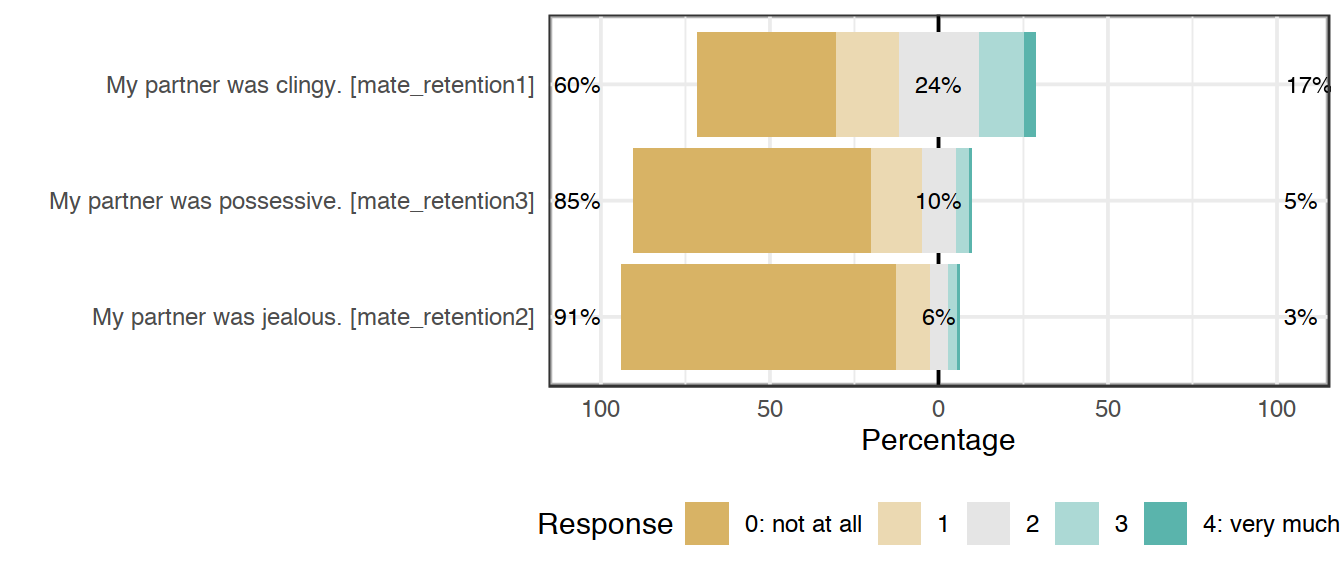 My partner was clingy. [mate_retention1] 60% 24% 17%
My partner was possessive. [mate_retention3] 85% 10% 5%
My partner was jealous. [mate_retention2] 91% 6% 3%
100 50 0 50 100
Percentage
Response 0: not at all 1 2 3 4: very much